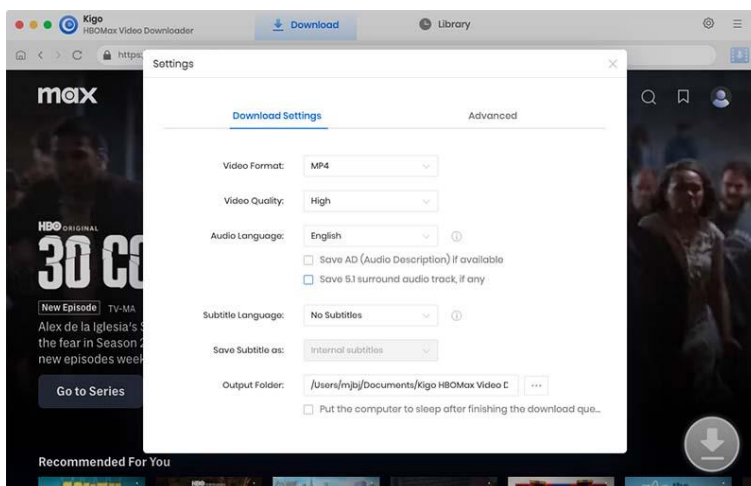 Kigo
HBOMax Video Downloader
Download
Library
https:
Settings
max
Download Settings
Advanced
Video Format:
MP4
Video Quality:
High
HBO ORIGINAL
Audio Language:
English
30 CO
Save AD (Audio Description) if available
Save 5.1 surround audio track, if any
New Episode TV-MA
Subtitle Language:
No Subtitles
Alex de la Iglesia's S
the fear in Season 2
new episodes week
Save Subtitle as:
Internal subtitles
Go to Series
Output Folder:
/Users/mjbj/Documents/Kigo HBOMax Video D
...
Put the computer to sleep after finishing the download que...
Recommended For You
HBO